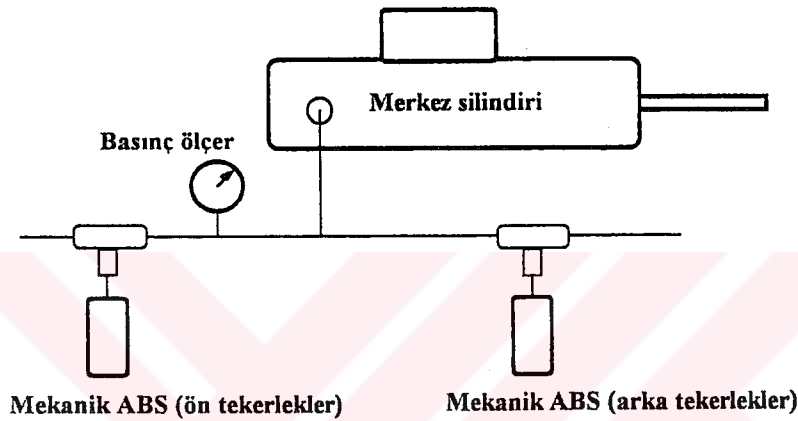 Merkez silindiri
Basınç ölçer
Mekanik ABS (ön tekerlekler)
Mekanik ABS (arka tekerlekler)